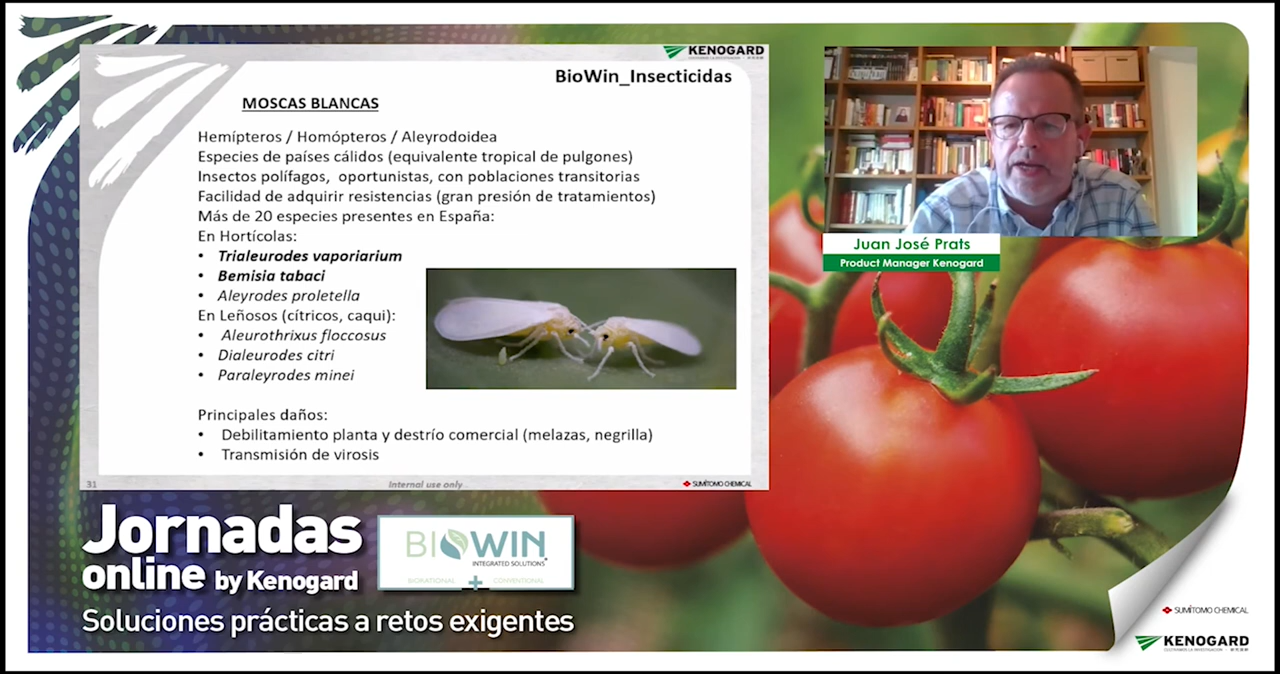 KENOGARD
BioWin_Insecticidas
MOSCAS BLANCAS
Hemípteros / Homópteros / Aleyrodoidea
Especies de países cálidos (equivalente tropical de pulgones)
Insectos polífagos, oportunistas, con poblaciones transitorias
Facilidad de adquirir resistencias (gran presión de tratamientos)
Más de 20 especies presentes en España:
En Hortícolas:
• Trialeurodes vaporiarium
• Bemisia tabaci
• Aleyrodes proletella
En Leñosos (cítricos, caqui):
• Aleurothrixus floccosus
• Dialeurodes citri
• Paraleyrodes minei
Principales daños:
• Debilitamiento planta y destrío comercial (melazas, negrilla)
• Transmisión de virosis
31
Internal use only
SUMITOMO CHEMICAL
Juan José Prats
Product Manager Kenogard
Jornadas
online by Kenogard
BIOWIN
INTEGRATED SOLUTIONS
BIORATIONAL + CONVENTIONAL
Soluciones prácticas a retos exigentes
SUMITOMO CHEMICAL
KENOGARD